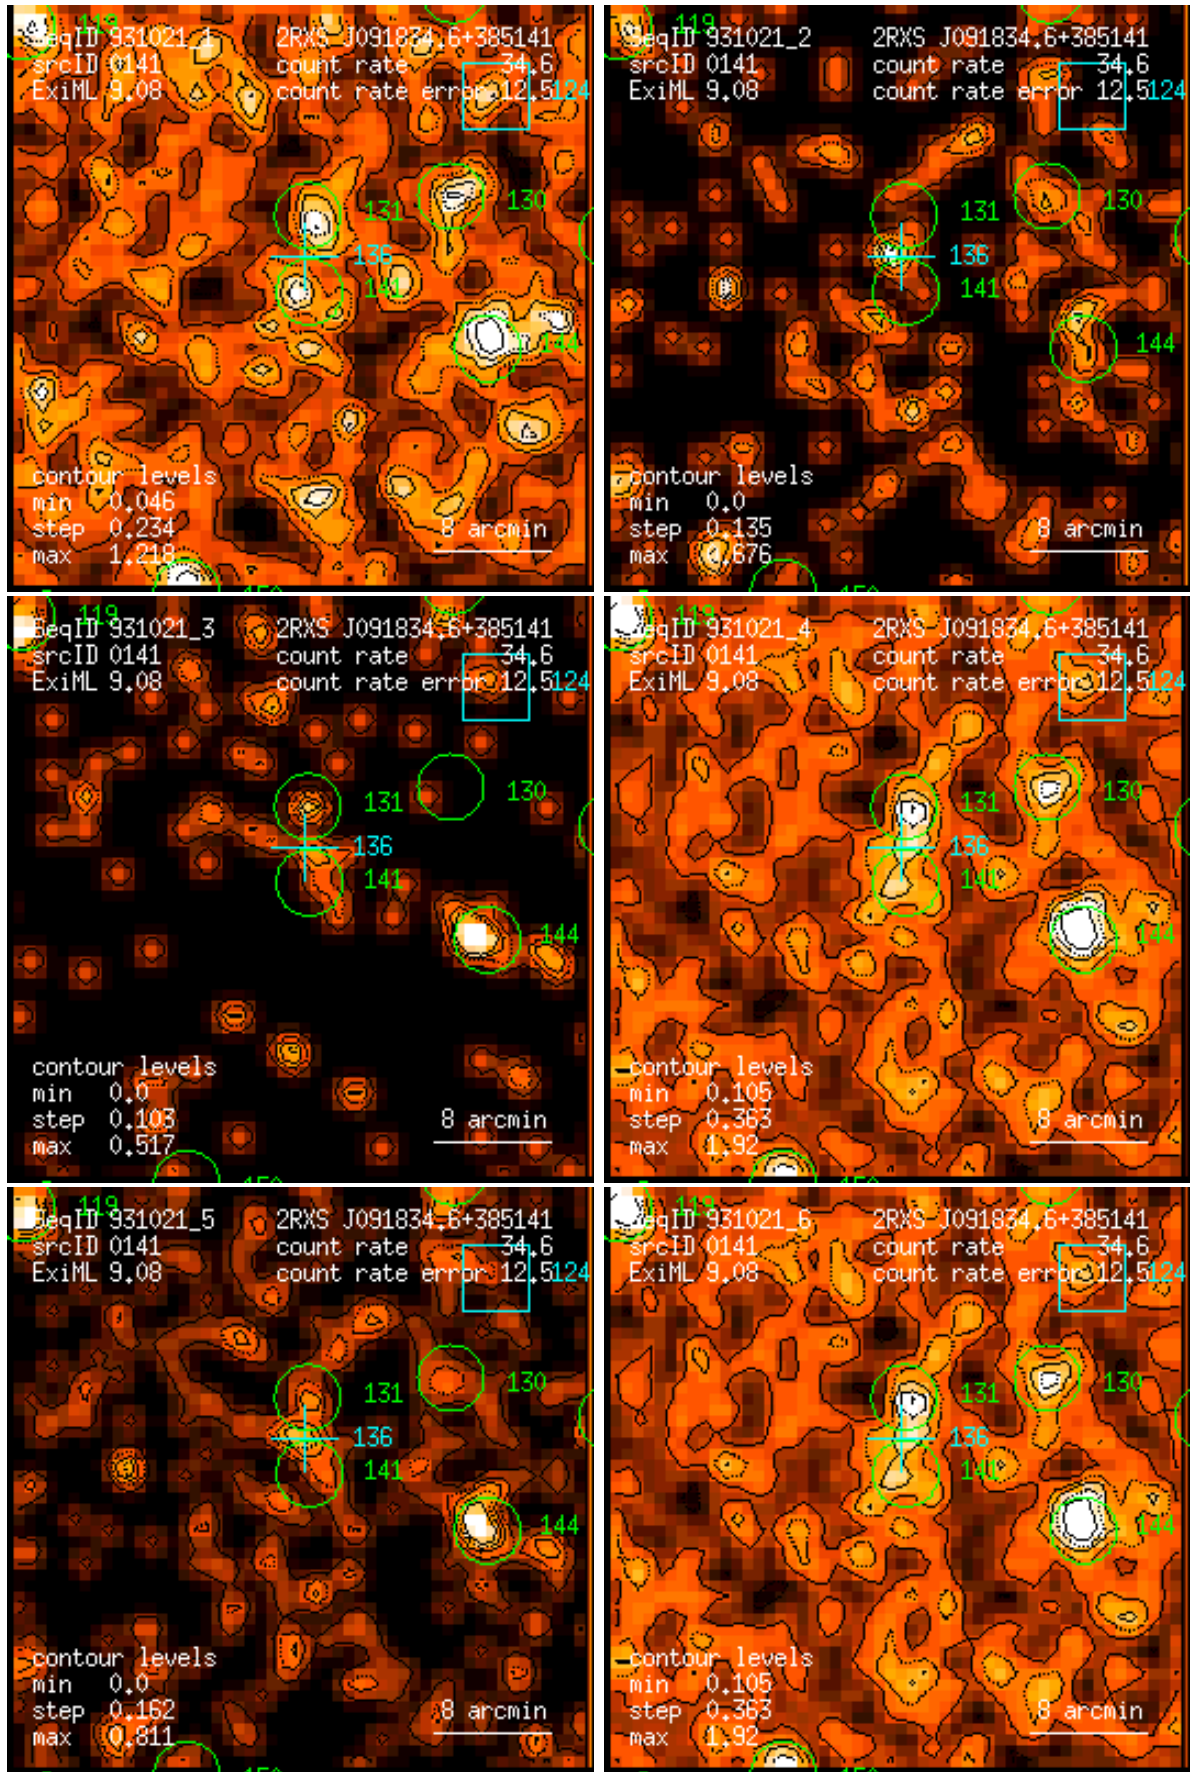 119
SeqID 931021_1 2RXS J091834.6+385141
srcID 0141 count rate 34.6
ExiML 9.08 count rate error 12.5 124
131
130
136
141
144
contour levels
min 0.046
step 0.234 8 arcmin
max 1.218
119
SeqID 931021_2 2RXS J091834.6+385141
srcID 0141 count rate 34.6
ExiML 9.08 count rate error 12.5 124
131
130
136
141
144
contour levels
min 0.0
step 0.135 8 arcmin
max 0.676
119
SeqID 931021_3 2RXS J091834.6+385141
srcID 0141 count rate 34.6
ExiML 9.08 count rate error 12.5 124
131
130
136
141
144
contour levels
min 0.0
step 0.103 8 arcmin
max 0.517
119
SeqID 931021_4 2RXS J091834.6+385141
srcID 0141 count rate 34.6
ExiML 9.08 count rate error 12.5 124
131
130
136
141
144
contour levels
min 0.105
step 0.363 8 arcmin
max 1.92
119
SeqID 931021_5 2RXS J091834.6+385141
srcID 0141 count rate 34.6
ExiML 9.08 count rate error 12.5 124
131
130
136
141
144
contour levels
min 0.0
step 0.162 8 arcmin
max 0.811
119
SeqID 931021_6 2RXS J091834.6+385141
srcID 0141 count rate 34.6
ExiML 9.08 count rate error 12.5 124
131
130
136
141
144
contour levels
min 0.105
step 0.363 8 arcmin
max 1.92